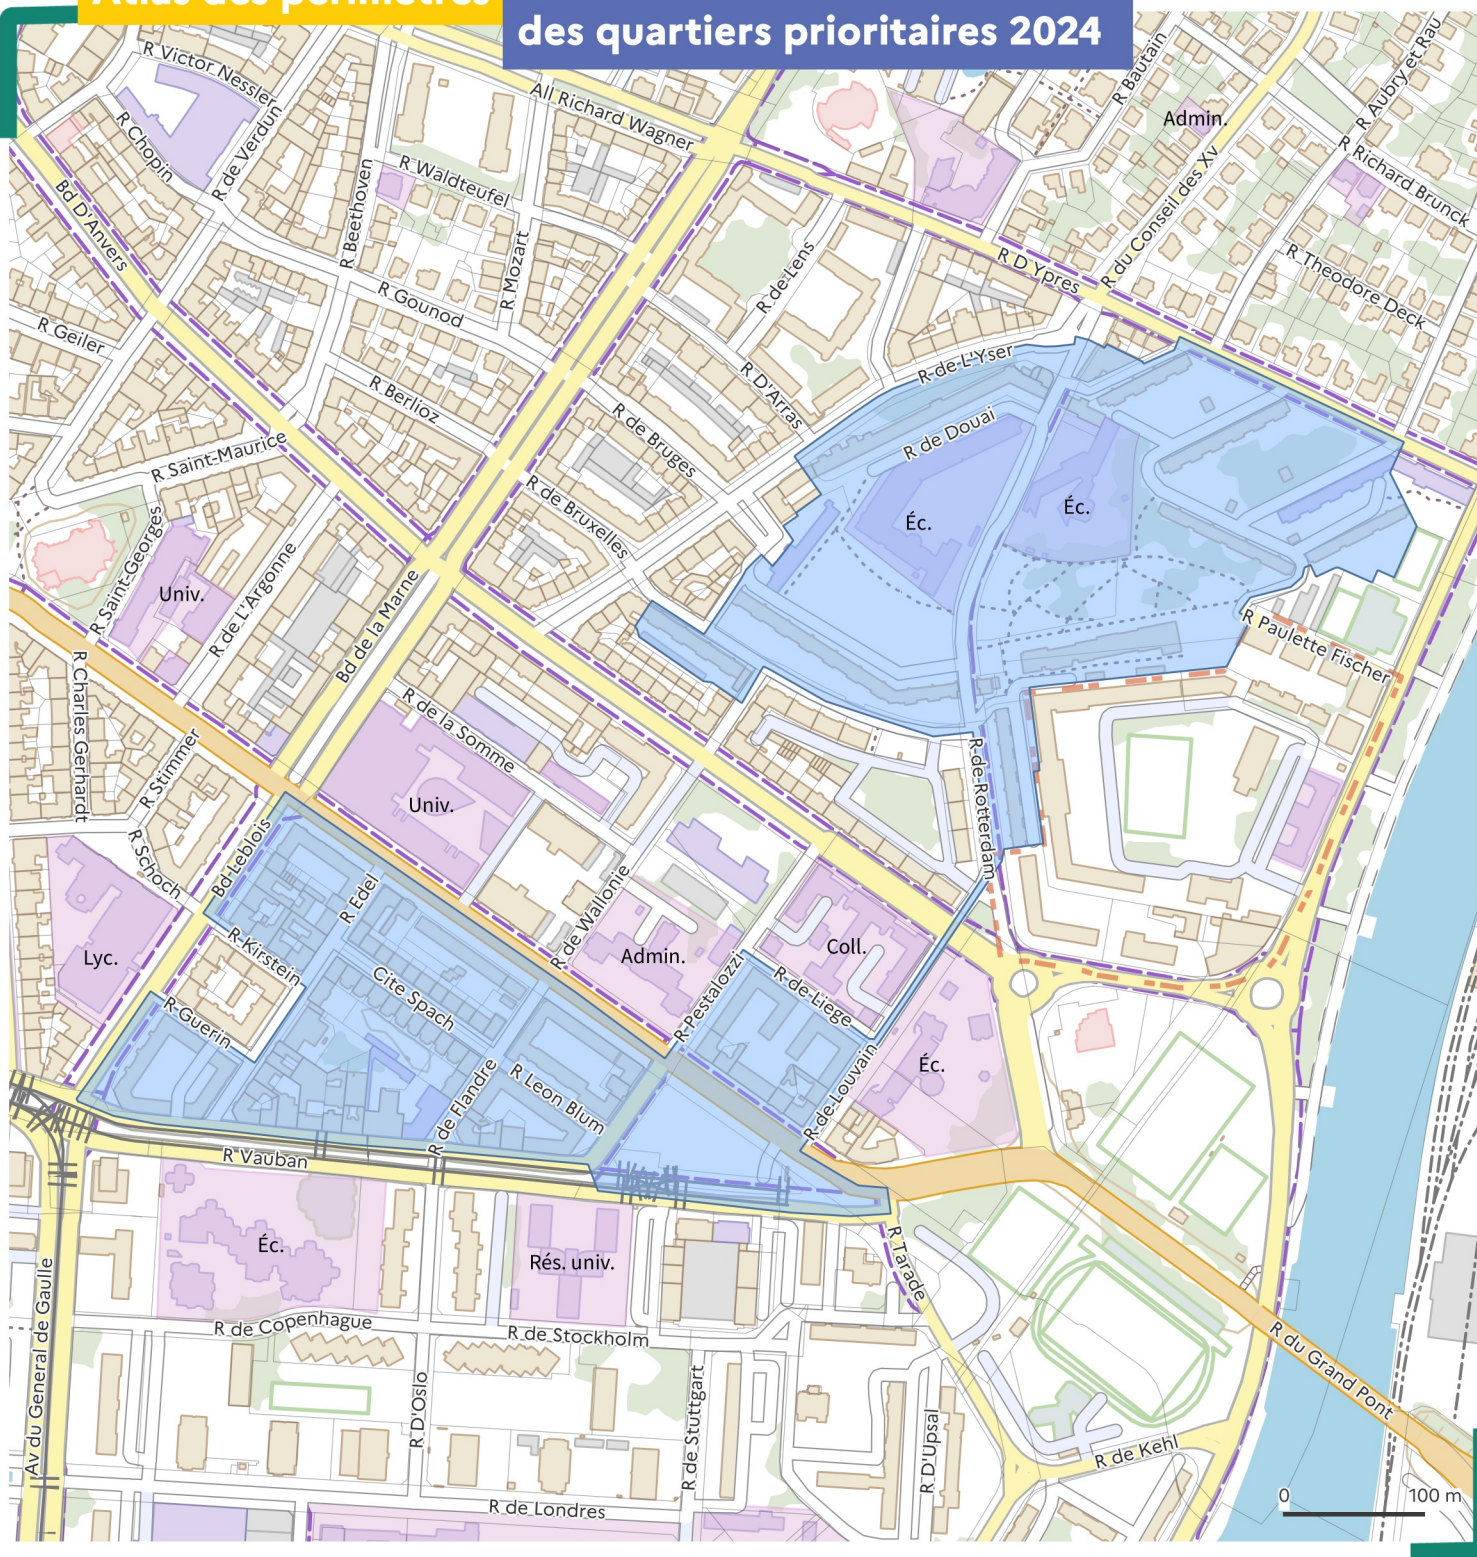 Atlas des périmètres
des quartiers prioritaires 2024
R Victor Nessler
All Richard Wagner
R Bautain
R Aubry et Rau
Admin.
R Chopin
R de Verdun
R Waldteufel
R Richard Brunck
R Beethoven
R du Conseil des Xv
Bd D'Anvers
R Mozart
R de Lens
R D Ypres
R Theodore Deck
R Gounod
R Geiler
R de L'Yser
R D'Arras
R Berlioz
R de Bruges
R de Douai
R Saint-Maurice
R de Bruxelles
Éc.
Éc.
R Saint-Georges
Univ.
R de L'Argonne
Bd de la Marne
R Paulette Fischer
R Charles Gerhardt
R de la Somme
R Stimmer
Univ.
R de Rotterdam
R Schoch
Bd Leblois
R Edel
R de Wallonie
Lyc.
R Kirstein
Admin.
Coll.
Cite Spach
R Pestalozzi
R de Liege
R Guerin
R de Flandre
R Leon Blum
R de Louvain
Éc.
R Vauban
Éc.
Rés. univ.
R Tarade
Av du General de Gaulle
R de Copenhague
R de Stockholm
R du Grand Pont
R D'Oslo
R de Stuttgart
R D'Upsal
R de Kehl
R de Londres
0 100 m